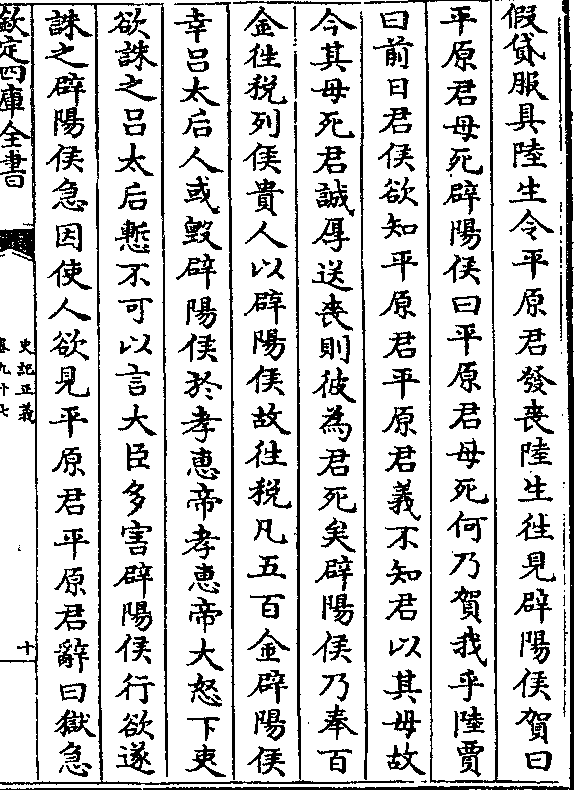 假貸服具陸生令平原君發喪陸生徃見辟陽侯賀曰
平原君母死辟陽侯曰平原君母死何乃賀我乎陸賈
曰前日君侯欲知平原君平原君義不知君以其母故
今其母死君誠厚送喪則彼為君死矣辟陽侯乃奉百
金徃税列侯貴人以辟陽侯故徃税凡五百金辟陽侯
幸吕太后人或毀辟陽侯於孝惠帝孝惠帝大怒下吏
欲誅之吕太后慙不可以言大臣多害辟陽侯行欲遂
誅之辟陽侯急因使人欲見平原君平原君辭曰獄急
欽定四庫全書
史記正義
卷九十七
十